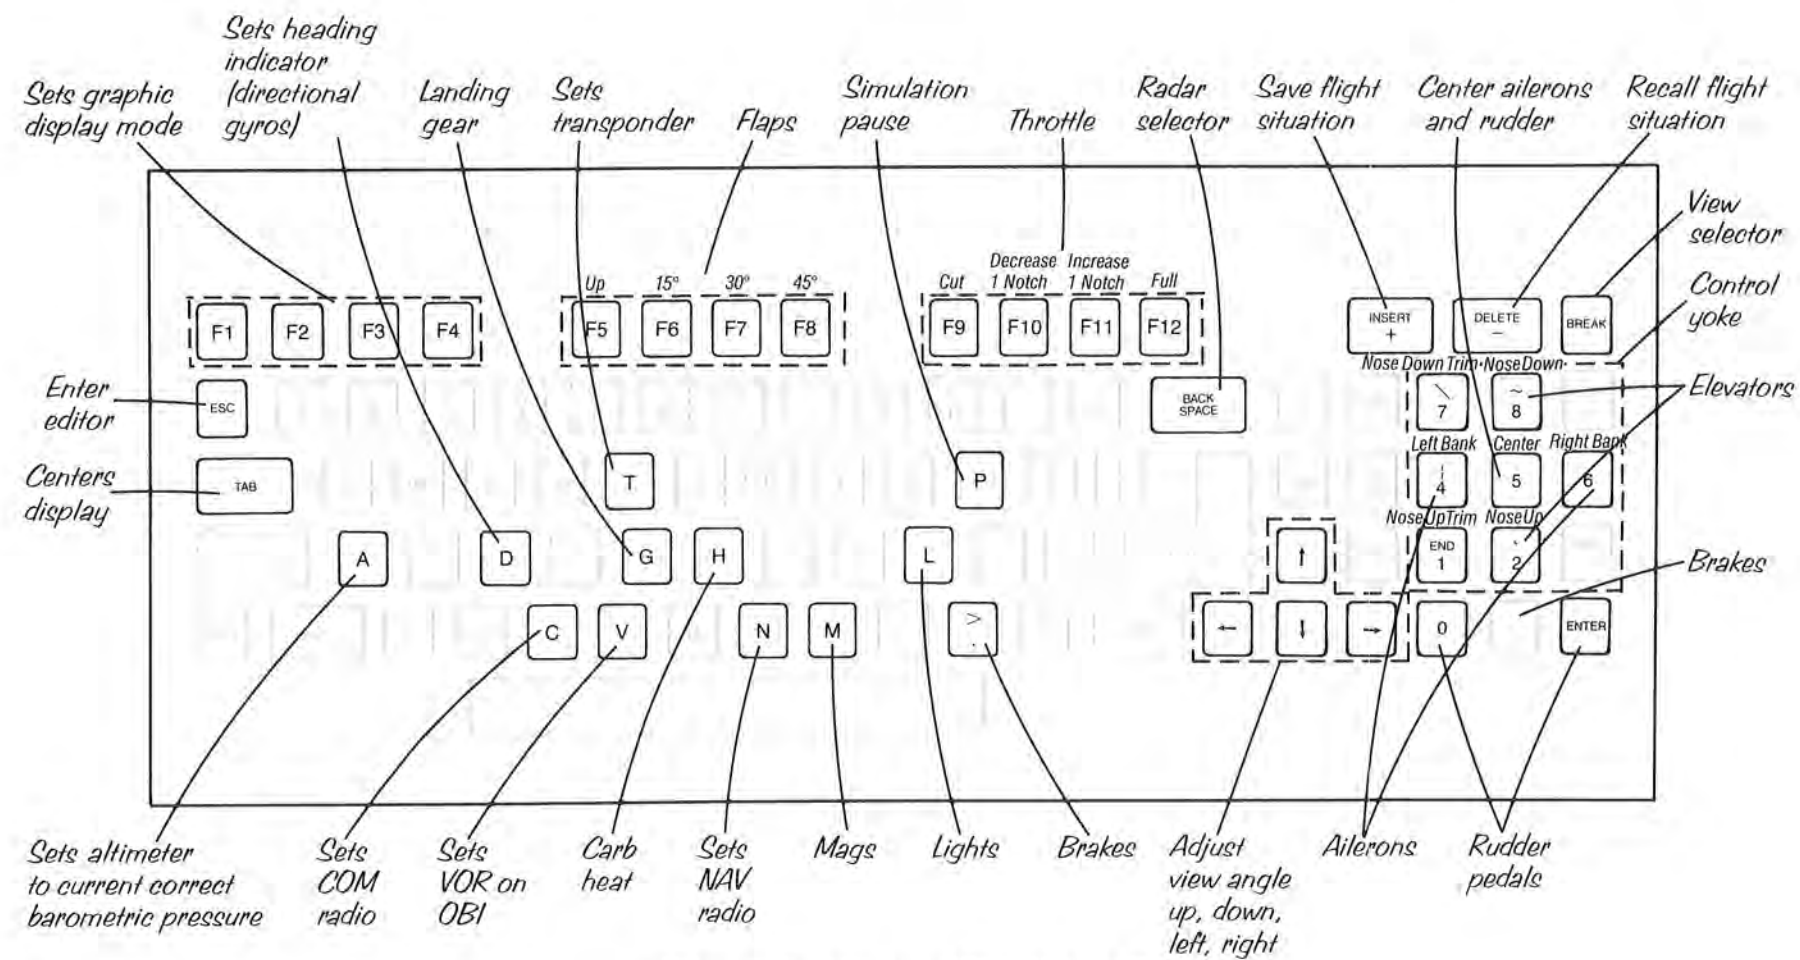 Sets heading
indicator
(directional
gyros)
Sets graphic
display mode
Landing
gear
Sets
transponder
Flaps
Simulation
pause
Throttle
Radar
selector
Save flight
situation
Center ailerons
and rudder
Recall flight
situation
View
selector
Control
yoke
Up
15°
30°
45°
Cut
Decrease
1 Notch
Increase
1 Notch
Full
F1
F2
F3
F4
F5
F6
F7
F8
F9
F10
F11
F12
INSERT
+
DELETE
–
BREAK
Nose Down Trim
Nose Down
Enter
editor
ESC
BACK
SPACE
\
7
~
8
Elevators
Left Bank
Center
Right Bank
Centers
display
TAB
T
P
4
5
6
Nose Up Trim
Nose Up
A
D
G
H
L
↑
END
1
2
Brakes
C
V
N
M
>
.
←
↓
→
0
ENTER
Sets altimeter
to current correct
barometric pressure
Sets
COM
radio
Sets
VOR on
OBI
Carb
heat
Sets
NAV
radio
Mags
Lights
Brakes
Adjust
view angle
up, down,
left, right
Ailerons
Rudder
pedals